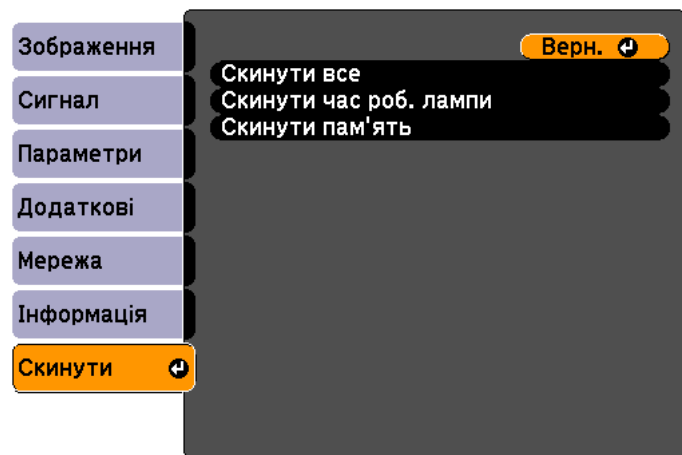 Зображення
Сигнал
Параметри
Додаткові
Мережа
Інформація
Скинути
Верн.
Скинути все
Скинути час роб. лампи
Скинути пам'ять